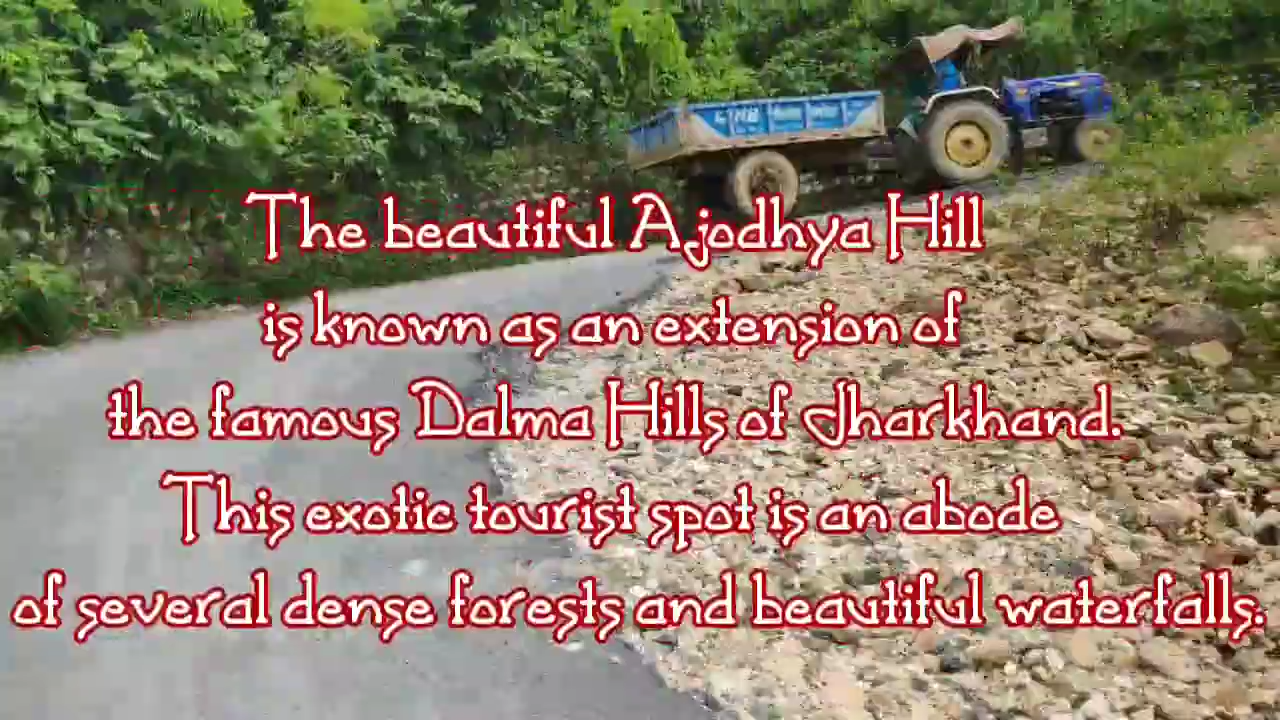 The beautiful Ajodhya Hill
is known as an extension of
the famous Dalma Hills of Jharkhand.
This exotic tourist spot is an abode
of several dense forests and beautiful waterfalls.